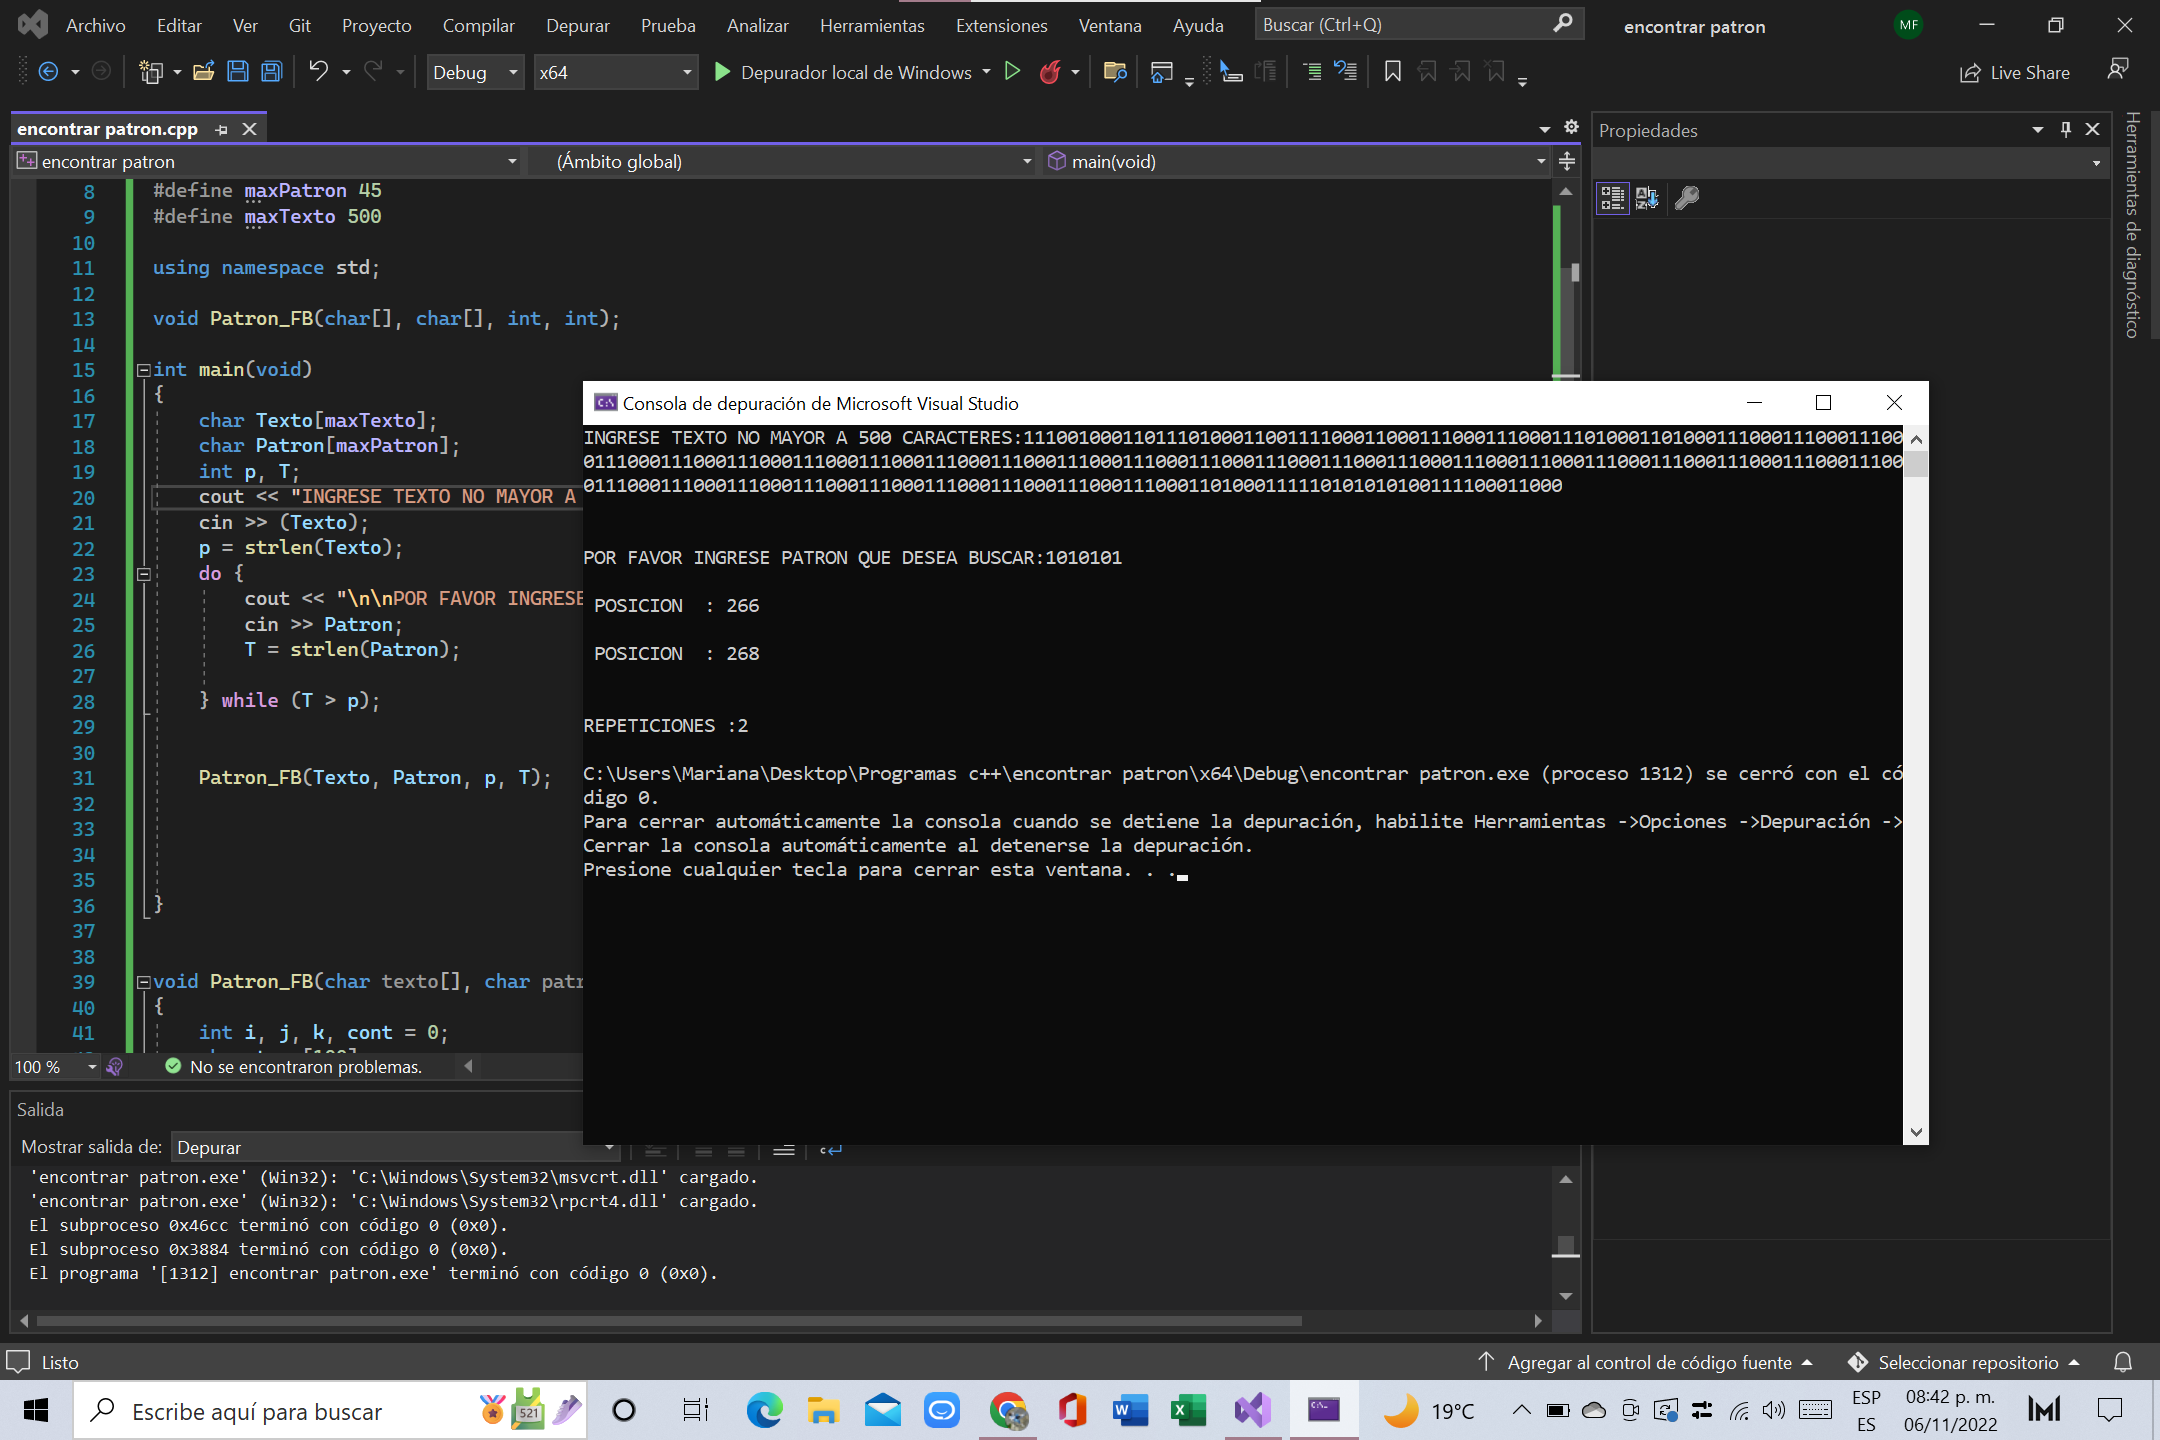 Archivo Editar Ver Git Proyecto Compilar Depurar Prueba Analizar Herramientas Extensiones Ventana Ayuda Buscar (Ctrl+Q) encontrar patron MF
Debug x64 Depurador local de Windows Live Share
encontrar patron.cpp
encontrar patron (Ámbito global) main(void)
8 #define maxPatron 45
9 #define maxTexto 500
10
11 using namespace std;
12
13 void Patron_FB(char[], char[], int, int);
14
15 int main(void)
16 {
17 char Texto[maxTexto];
18 char Patron[maxPatron];
19 int p, T;
20 cout << "INGRESE TEXTO NO MAYOR A
21 cin >> (Texto);
22 p = strlen(Texto);
23 do {
24 cout << "\n\nPOR FAVOR INGRESE
25 cin >> Patron;
26 T = strlen(Patron);
27
28 } while (T > p);
29
30
31 Patron_FB(Texto, Patron, p, T);
32
33
34
35
36 }
37
38
39 void Patron_FB(char texto[], char patr
40 {
41 int i, j, k, cont = 0;
100 % No se encontraron problemas.
Consola de depuración de Microsoft Visual Studio
INGRESE TEXTO NO MAYOR A 500 CARACTERES:
POR FAVOR INGRESE PATRON QUE DESEA BUSCAR:1010101
POSICION : 266
POSICION : 268
REPETICIONES :2
C:\Users\Mariana\Desktop\Programas c++\encontrar patron\x64\Debug\encontrar patron.exe (proceso 1312) se cerró con el có
digo 0.
Para cerrar automáticamente la consola cuando se detiene la depuración, habilite Herramientas ->Opciones ->Depuración ->
Cerrar la consola automáticamente al detenerse la depuración.
Presione cualquier tecla para cerrar esta ventana. . .
Propiedades
Herramientas de diagnóstico
Salida
Mostrar salida de: Depurar
'encontrar patron.exe' (Win32): 'C:\Windows\System32\msvcrt.dll' cargado.
'encontrar patron.exe' (Win32): 'C:\Windows\System32\rpcrt4.dll' cargado.
El subproceso 0x46cc terminó con código 0 (0x0).
El subproceso 0x3884 terminó con código 0 (0x0).
El programa '[1312] encontrar patron.exe' terminó con código 0 (0x0).
Listo Agregar al control de código fuente Seleccionar repositorio
Escribe aquí para buscar 521 19°C ESP 08:42 p. m.
ES 06/11/2022